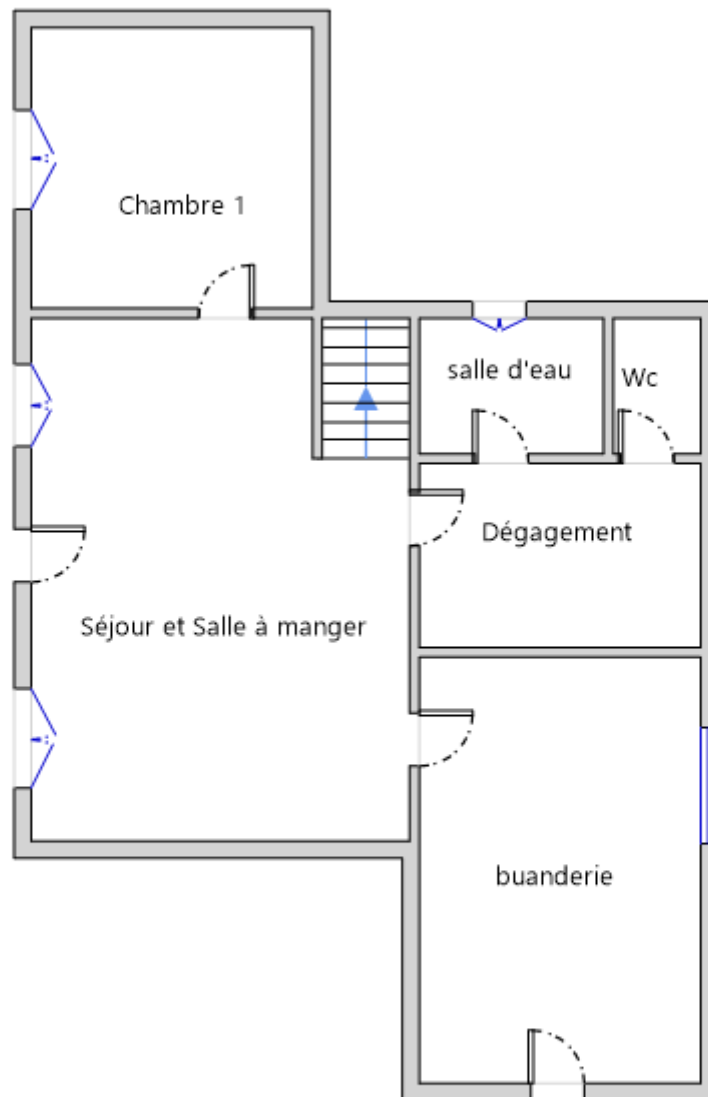 Chambre 1
salle d'eau
Wc
Dégagement
Séjour et Salle à manger
buanderie